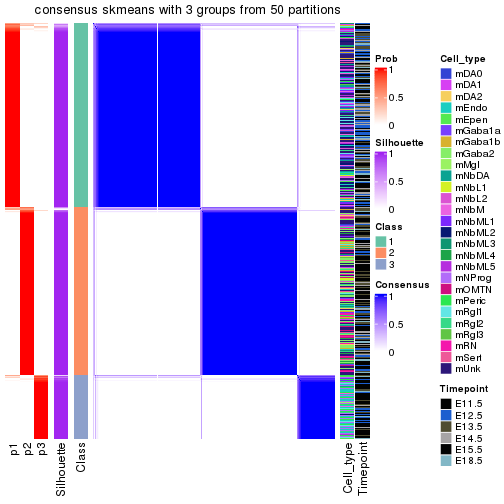 consensus skmeans with 3 groups from 50 partitions
p1
p2
p3
Silhouette
Class
Cell_type
Timepoint
Prob
1
0.5
0
Silhouette
1
0.5
0
Class
1
2
3
Consensus
1
0.5
0
Cell_type
mDA0
mDA1
mDA2
mEndo
mEpen
mGaba1a
mGaba1b
mGaba2
mMgl
mNbDA
mNbL1
mNbL2
mNbM
mNbML1
mNbML2
mNbML3
mNbML4
mNbML5
mNProg
mOMTN
mPeric
mRgl1
mRgl2
mRgl3
mRN
mSert
mUnk
Timepoint
E11.5
E12.5
E13.5
E14.5
E15.5
E18.5